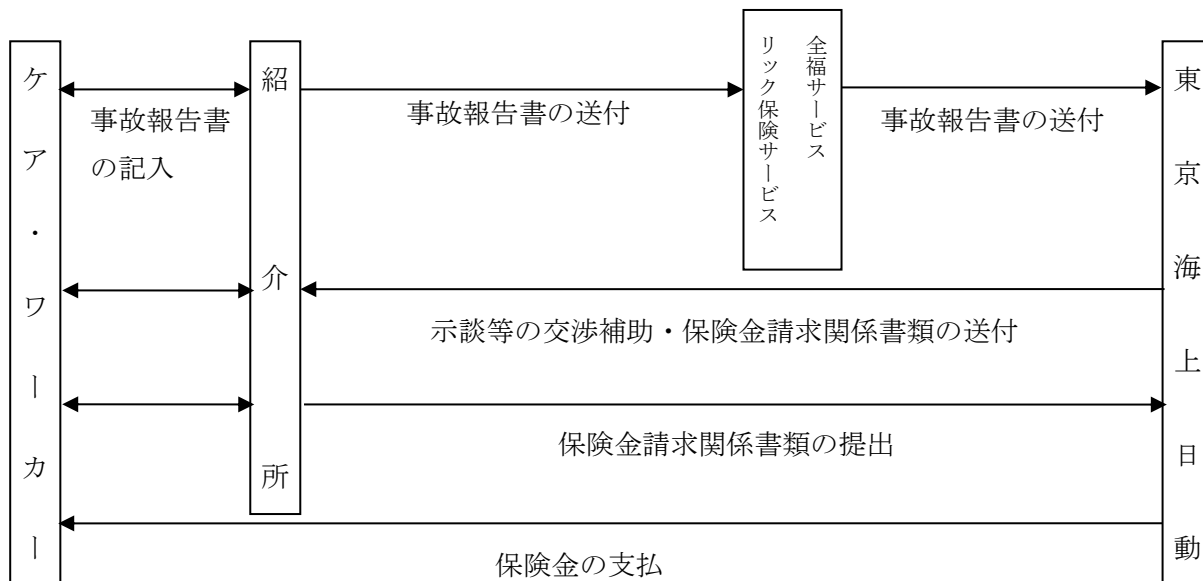 ケア・ワーカー
紹介所
全福サービス
リック保険サービス
東京海上日動
事故報告書
の記入
事故報告書の送付
事故報告書の送付
示談等の交渉補助・保険金請求関係書類の送付
保険金請求関係書類の提出
保険金の支払